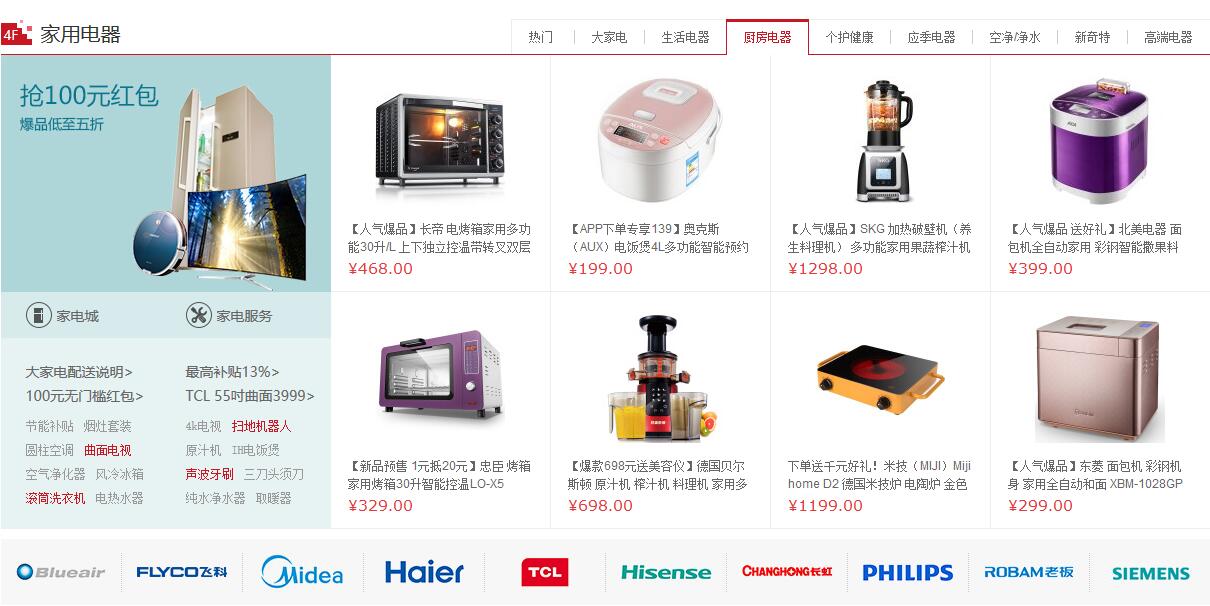 4F 家用电器
热门 大家电 生活电器 厨房电器 个护健康 应季电器 空净/净水 新奇特 高端电器
抢100元红包
爆品低至五折
家电城 家电服务
大家电配送说明> 最高补贴13%>
100元无门槛红包> TCL 55吋曲面3999>
节能补贴 烟灶套装 4k电视 扫地机器人
圆柱空调 曲面电视 原汁机 IH电饭煲
空气净化器 风冷冰箱 声波牙刷 三刀头须刀
滚筒洗衣机 电热水器 纯水净水器 取暖器
【人气爆品】长帝 电烤箱家用多功
能30升/L 上下独立控温带转叉双层
¥468.00
【APP下单专享139】奥克斯
（AUX）电饭煲4L多功能智能预约
¥199.00
【人气爆品】SKG 加热破壁机（养
生料理机）多功能家用果蔬榨汁机
¥1298.00
【人气爆品 送好礼】北美电器 面
包机全自动家用 彩钢智能撒果料
¥399.00
【新品预售 1元抵20元】忠臣 烤箱
家用烤箱30升智能控温LO-X5
¥329.00
【爆款698元送美容仪】德国贝尔
斯顿 原汁机 榨汁机 料理机 家用多
¥698.00
下单送千元好礼！米技（MIJI）Miji
home D2 德国米技炉 电陶炉 金色
¥1199.00
【人气爆品】东菱 面包机 彩钢机
身 家用全自动和面 XBM-1028GP
¥299.00
Blueair FLYCO飞科 Midea Haier TCL Hisense CHANGHONG长虹 PHILIPS ROBAM老板 SIEMENS